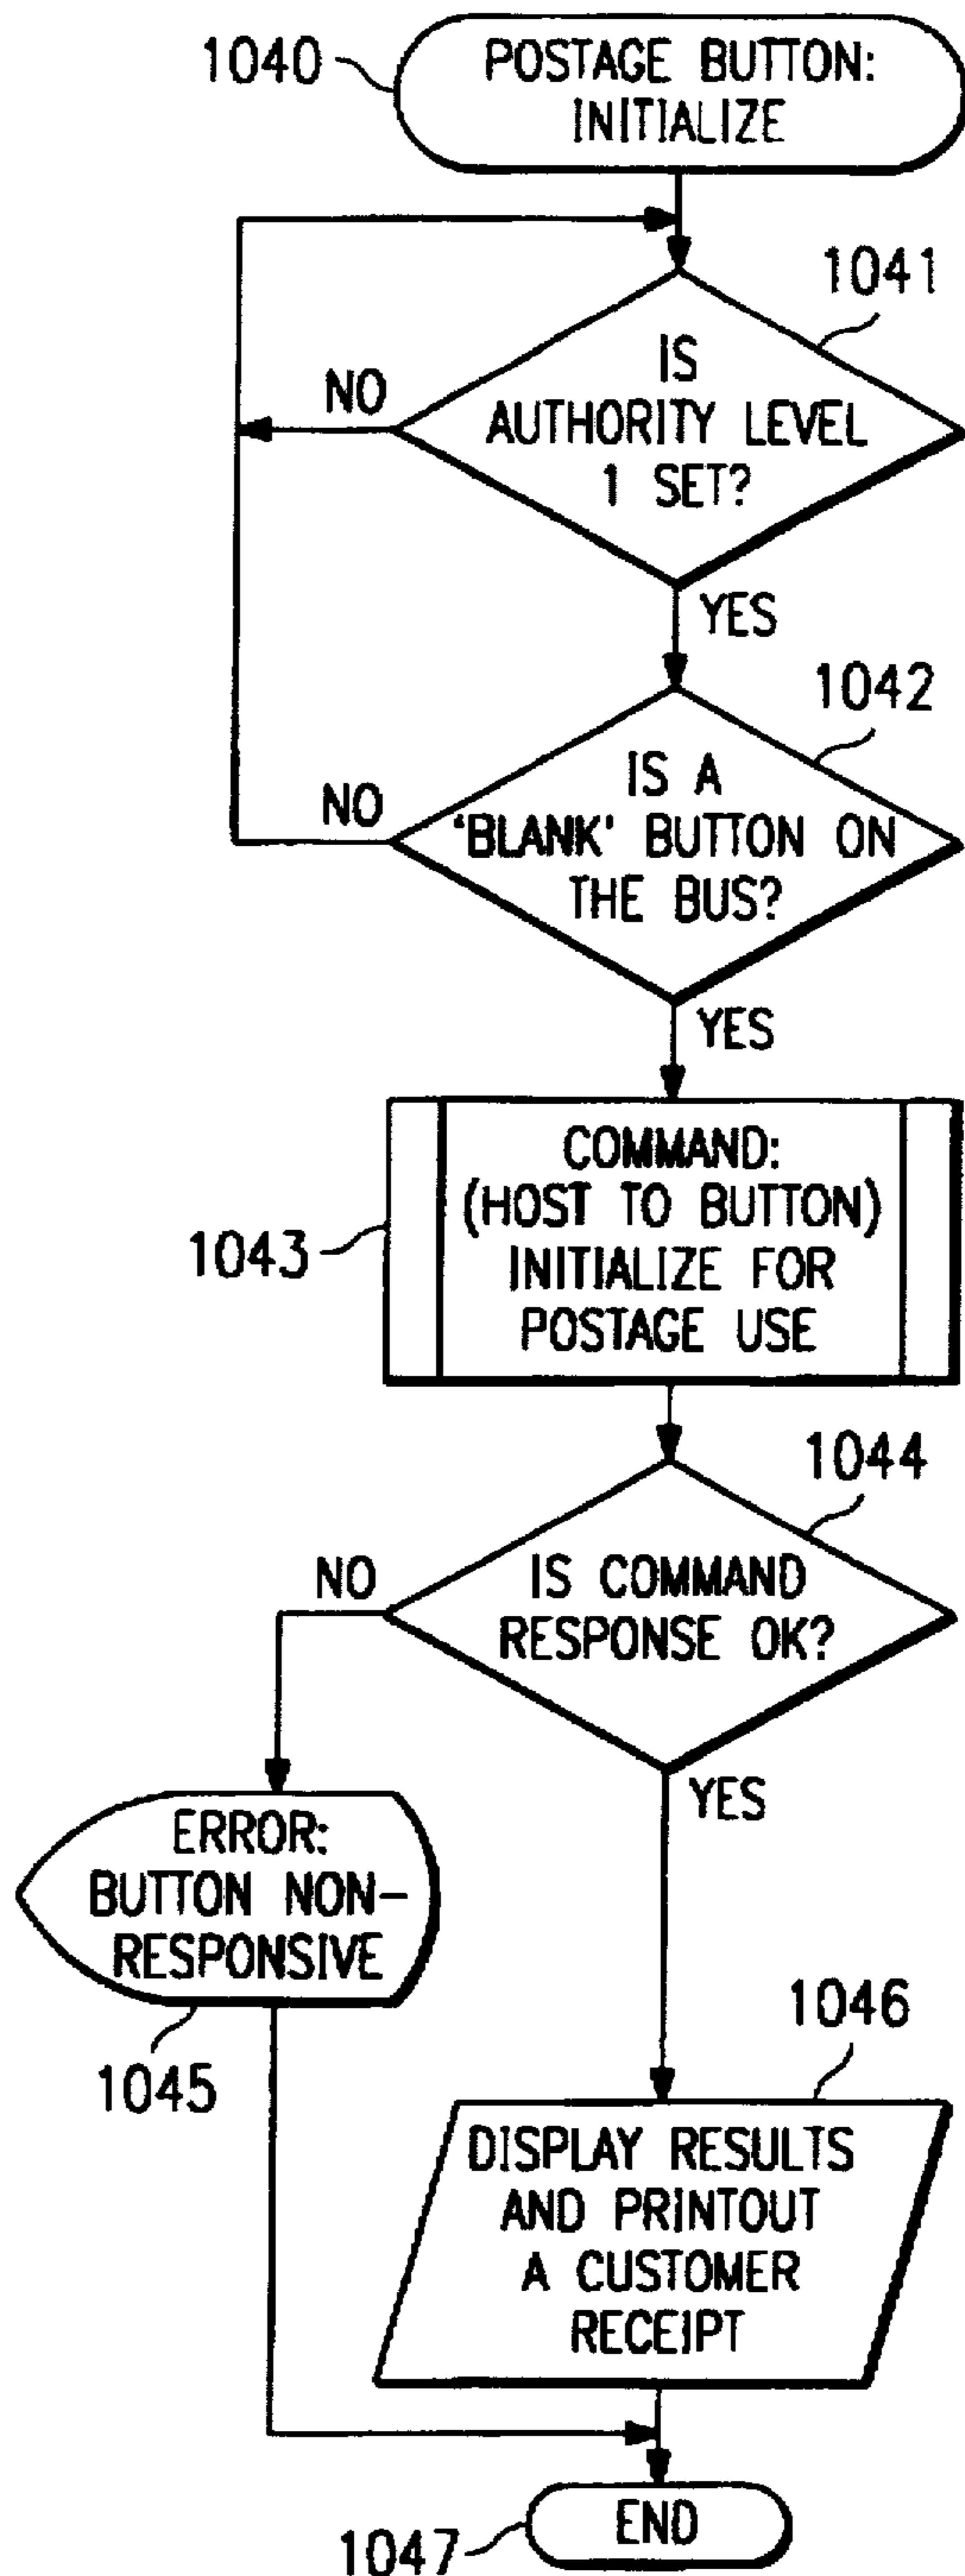 1040
POSTAGE BUTTON:
INITIALIZE
1041
IS
AUTHORITY LEVEL
1 SET?
NO
YES
1042
IS A
'BLANK' BUTTON ON
THE BUS?
NO
YES
1043
COMMAND:
(HOST TO BUTTON)
INITIALIZE FOR
POSTAGE USE
1044
IS COMMAND
RESPONSE OK?
NO
YES
ERROR:
BUTTON NON-
RESPONSIVE
1045
1046
DISPLAY RESULTS
AND PRINTOUT
A CUSTOMER
RECEIPT
END
1047